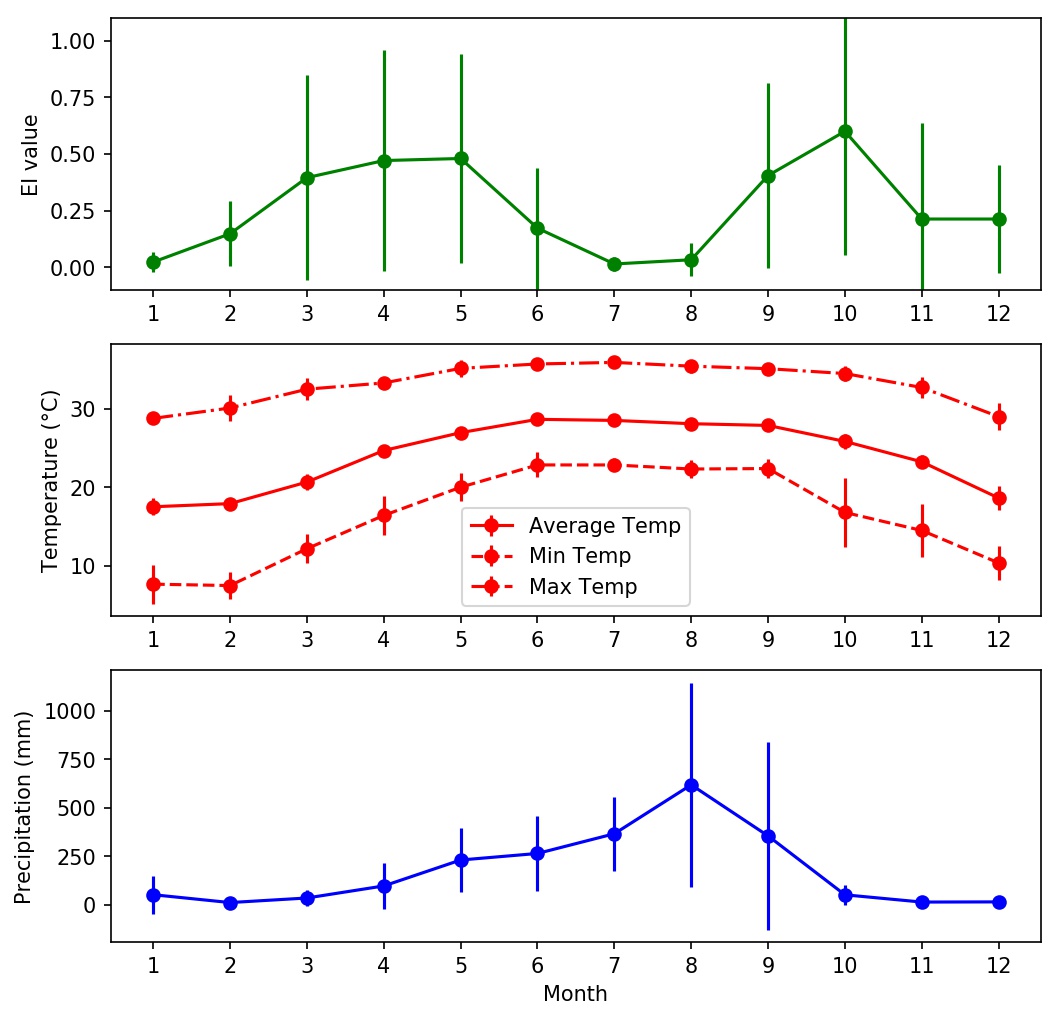 EI value
1.00
0.75
0.50
0.25
0.00
1 2 3 4 5 6 7 8 9 10 11 12
Temperature (°C)
30
20
10
Average Temp
Min Temp
Max Temp
1 2 3 4 5 6 7 8 9 10 11 12
Precipitation (mm)
1000
750
500
250
0
1 2 3 4 5 6 7 8 9 10 11 12
Month